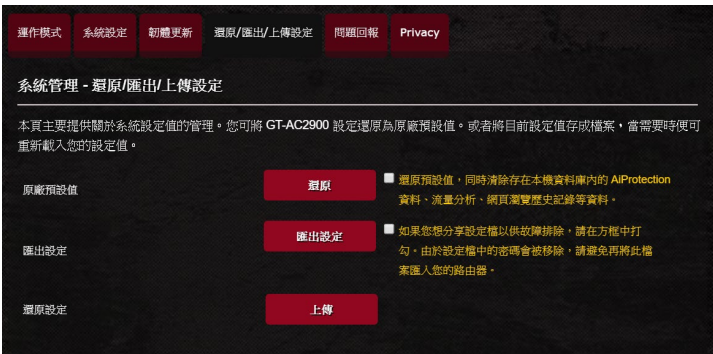 運作模式 系統設定 韌體更新 還原/匯出/上傳設定 問題回報 Privacy
系統管理 - 還原/匯出/上傳設定
本頁主要提供關於系統設定值的管理。您可將 GT-AC2900 設定還原為原廠預設值。或者將目前設定值存成檔案，當需要時便可
重新載入您的設定值。
原廠預設值
還原
還原預設值，同時清除存在本機資料庫內的 AiProtection
資料、流量分析、網頁瀏覽歷史記錄等資料。
匯出設定
匯出設定
如果您想分享設定檔以供故障排除，請在方框中打
勾。由於設定檔中的密碼會被移除，請避免再將此檔
案匯入您的路由器。
還原設定
上傳